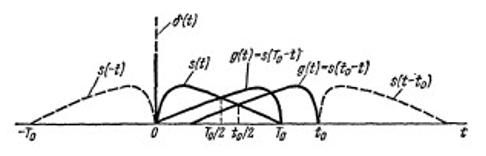 δ(t)
s(-t)
s(t)
g(t)=s(T₀-t)
g(t)=s(t₀-t)
s(t-t₀)
-T₀ 0 T₀/2 t₀/2 T₀ t₀ t